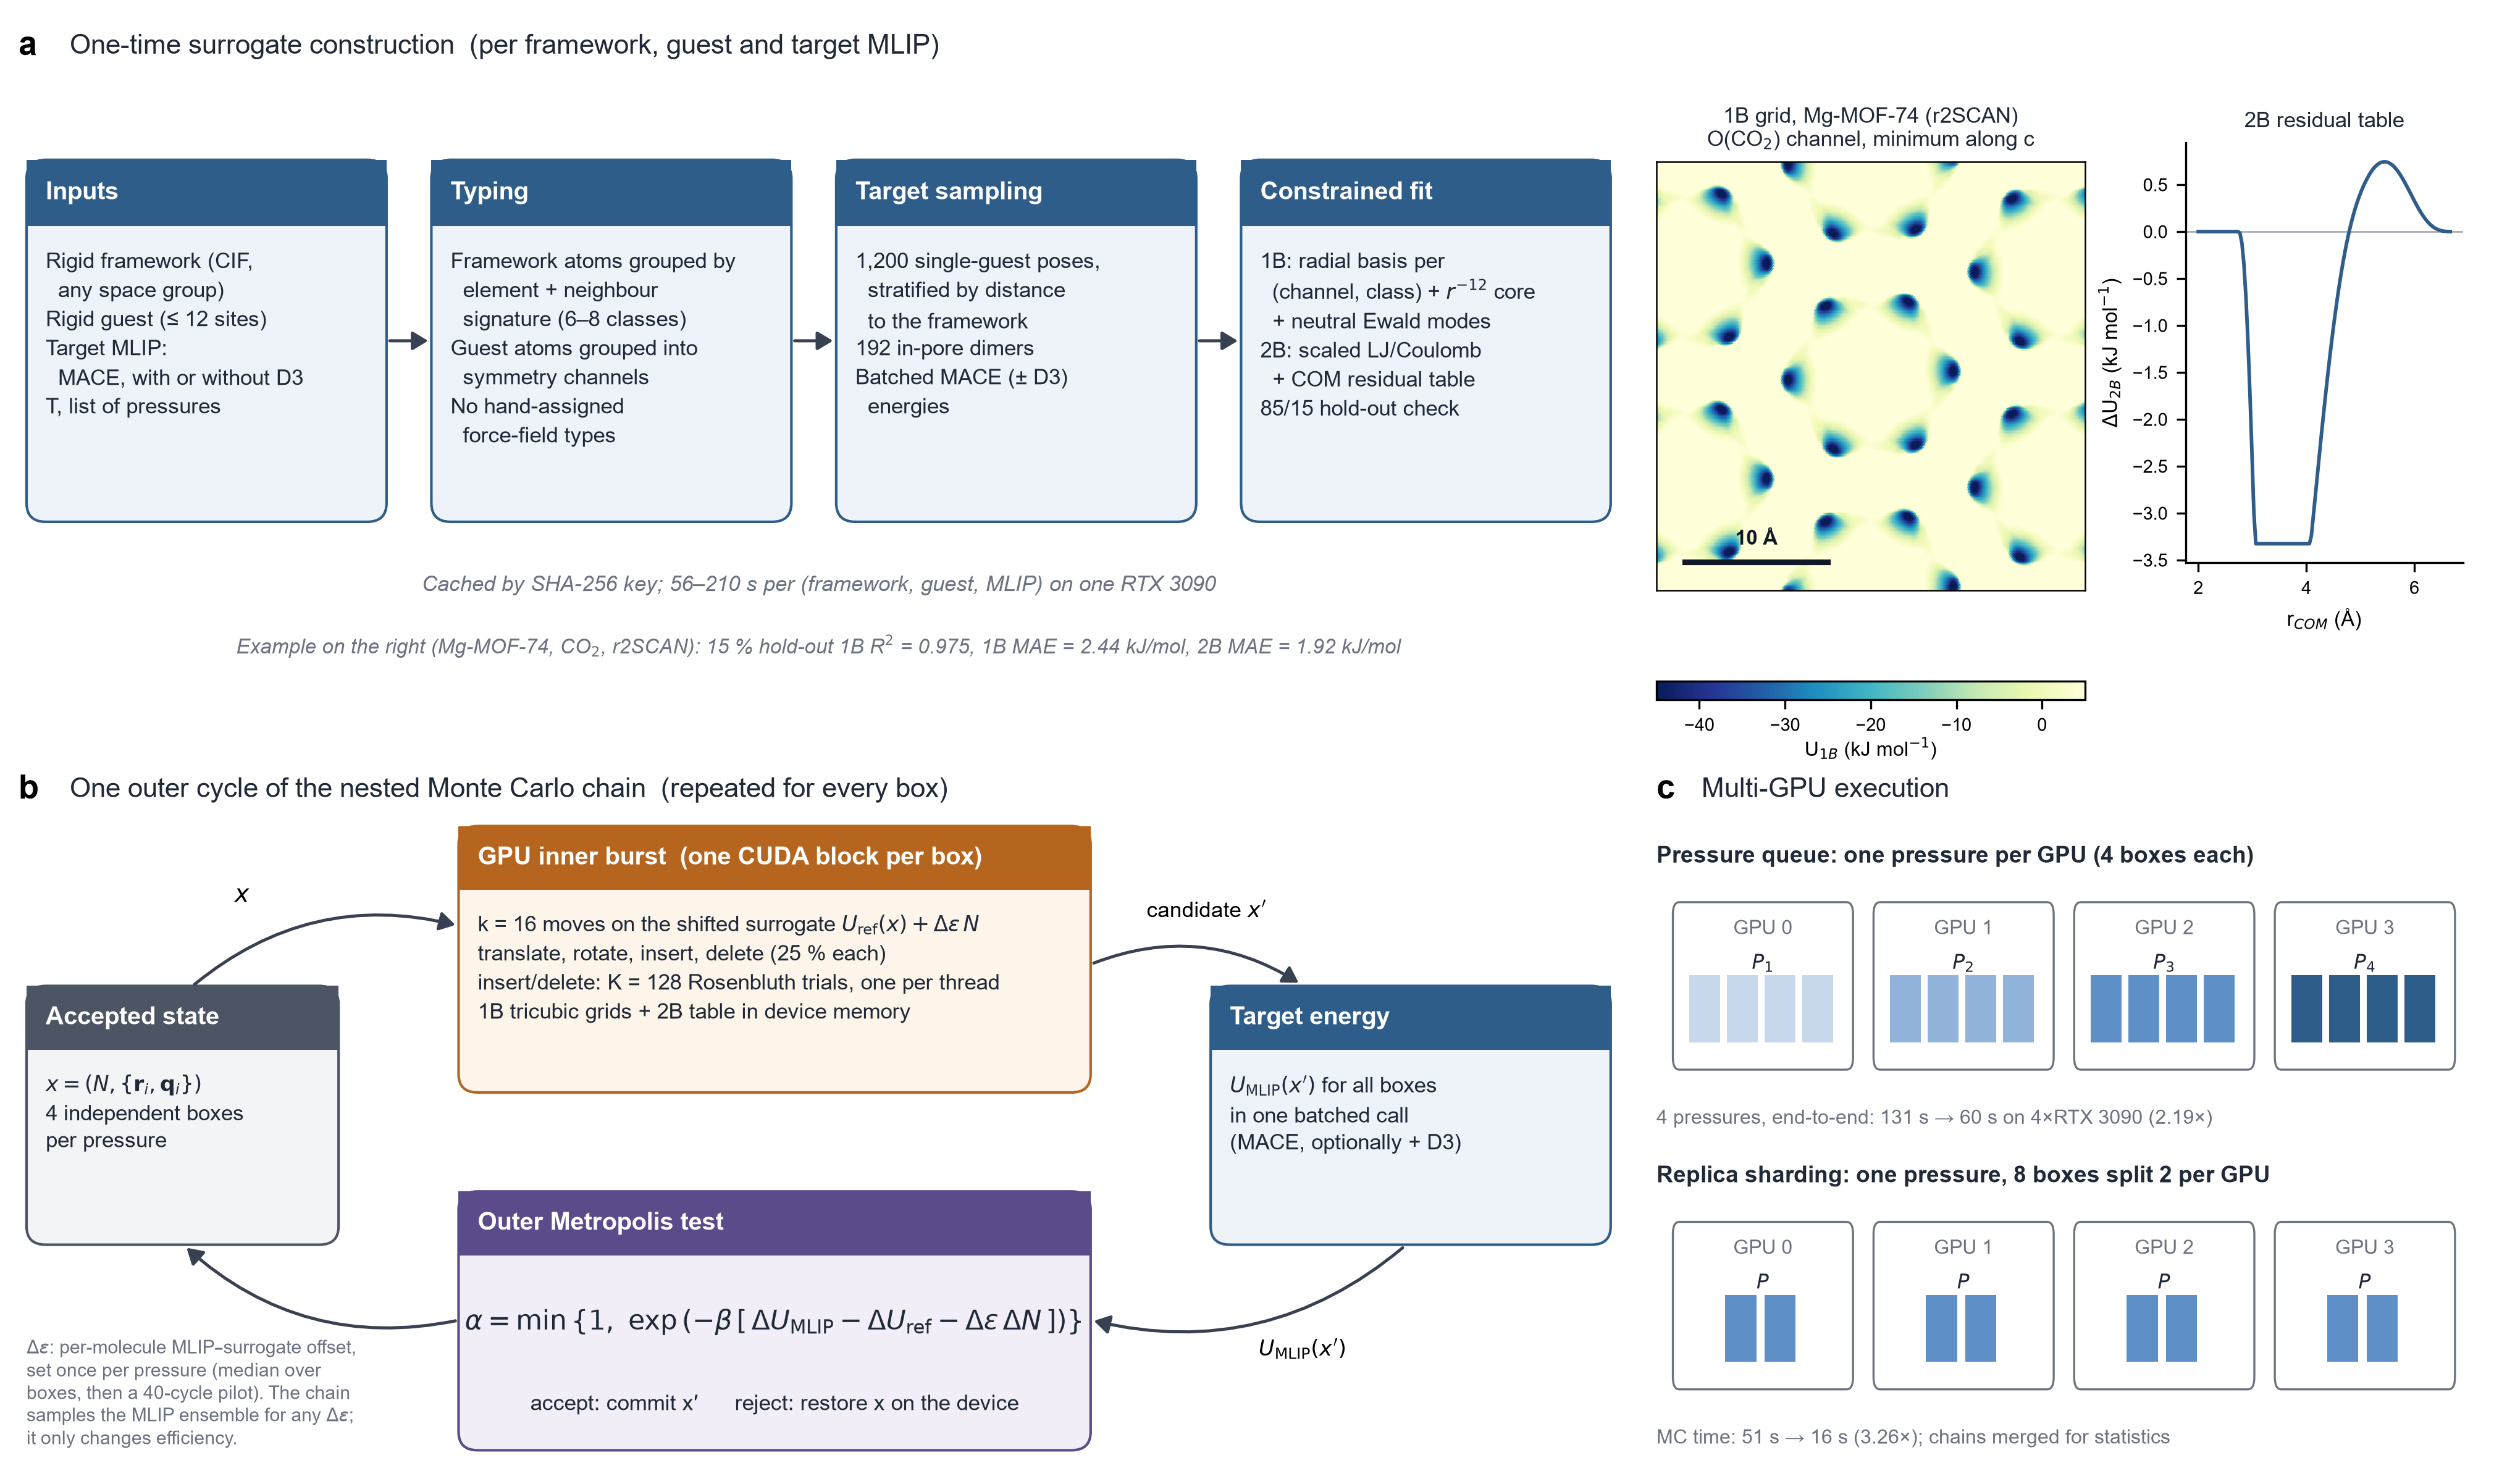 a One-time surrogate construction (per framework, guest and target MLIP)
Inputs
Rigid framework (CIF,
any space group)
Rigid guest (≤ 12 sites)
Target MLIP:
MACE, with or without D3
T, list of pressures
Typing
Framework atoms grouped by
element + neighbour
signature (6–8 classes)
Guest atoms grouped into
symmetry channels
No hand-assigned
force-field types
Target sampling
1,200 single-guest poses,
stratified by distance
to the framework
192 in-pore dimers
Batched MACE (± D3)
energies
Constrained fit
1B: radial basis per
(channel, class) + r⁻¹² core
+ neutral Ewald modes
2B: scaled LJ/Coulomb
+ COM residual table
85/15 hold-out check
Cached by SHA-256 key; 56–210 s per (framework, guest, MLIP) on one RTX 3090
Example on the right (Mg-MOF-74, CO₂, r2SCAN): 15 % hold-out 1B R² = 0.975, 1B MAE = 2.44 kJ/mol, 2B MAE = 1.92 kJ/mol
1B grid, Mg-MOF-74 (r2SCAN)
O(CO₂) channel, minimum along c
10 Å
−40 −30 −20 −10 0
U₁B (kJ mol⁻¹)
2B residual table
ΔU₂B (kJ mol⁻¹)
0.5
0.0
−0.5
−1.0
−1.5
−2.0
−2.5
−3.0
−3.5
2 4 6
r_COM (Å)
b One outer cycle of the nested Monte Carlo chain (repeated for every box)
x
GPU inner burst (one CUDA block per box)
k = 16 moves on the shifted surrogate U_ref(x) + Δε N
translate, rotate, insert, delete (25 % each)
insert/delete: K = 128 Rosenbluth trials, one per thread
1B tricubic grids + 2B table in device memory
candidate x′
Accepted state
x = (N, {r_i, q_i})
4 independent boxes
per pressure
Target energy
U_MLIP(x′) for all boxes
in one batched call
(MACE, optionally + D3)
Outer Metropolis test
α = min {1, exp (−β [ ΔU_MLIP − ΔU_ref − Δε ΔN ])}
accept: commit x′ reject: restore x on the device
U_MLIP(x′)
Δε: per-molecule MLIP–surrogate offset,
set once per pressure (median over
boxes, then a 40-cycle pilot). The chain
samples the MLIP ensemble for any Δε;
it only changes efficiency.
c Multi-GPU execution
Pressure queue: one pressure per GPU (4 boxes each)
GPU 0 GPU 1 GPU 2 GPU 3
P₁ P₂ P₃ P₄
4 pressures, end-to-end: 131 s → 60 s on 4×RTX 3090 (2.19×)
Replica sharding: one pressure, 8 boxes split 2 per GPU
GPU 0 GPU 1 GPU 2 GPU 3
P P P P
MC time: 51 s → 16 s (3.26×); chains merged for statistics